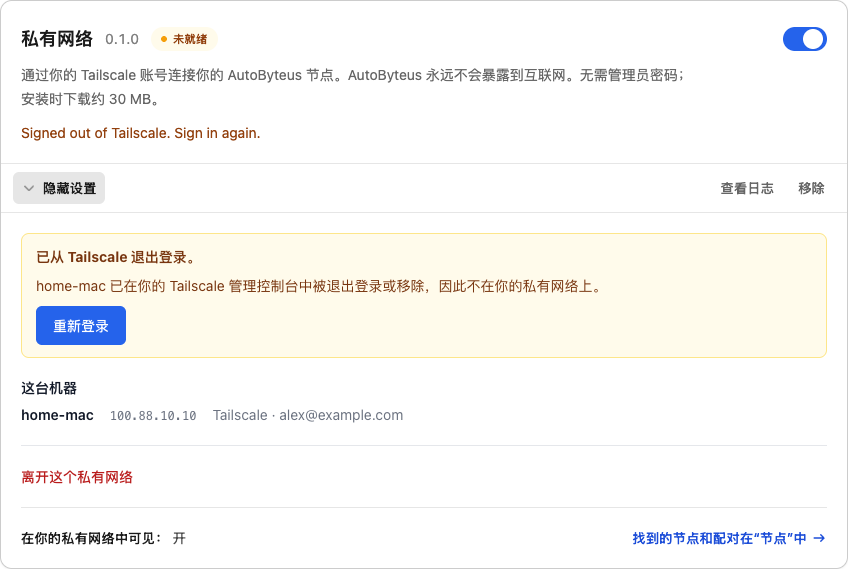 私有网络 0.1.0 未就绪
通过你的 Tailscale 账号连接你的 AutoByteus 节点。AutoByteus 永远不会暴露到互联网。无需管理员密码；
安装时下载约 30 MB。
Signed out of Tailscale. Sign in again.
隐藏设置 查看日志 移除
已从 Tailscale 退出登录。
home-mac 已在你的 Tailscale 管理控制台中被退出登录或移除，因此不在你的私有网络上。
重新登录
这台机器
home-mac 100.88.10.10 Tailscale · alex@example.com
离开这个私有网络
在你的私有网络中可见： 开 找到的节点和配对在“节点”中 →